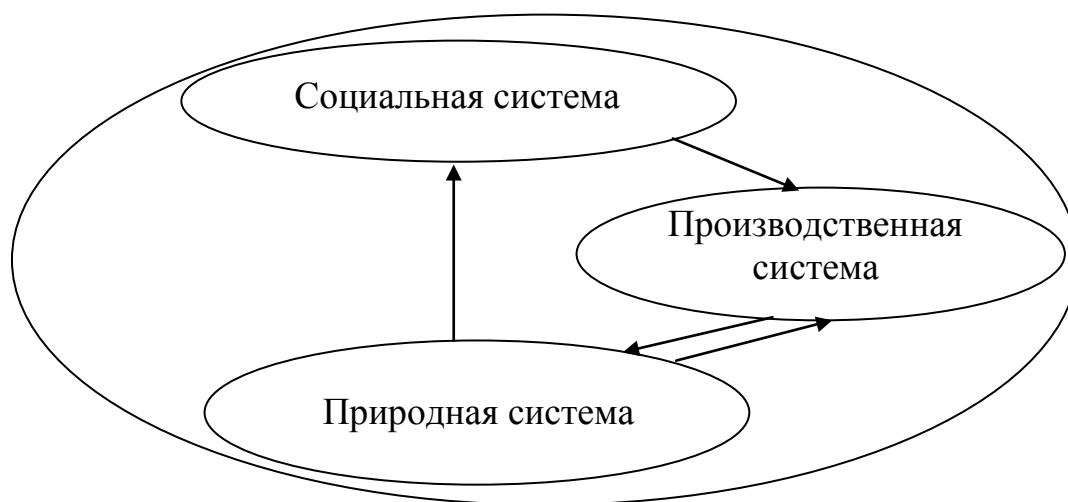 Социальная система
Производственная
система
Природная система